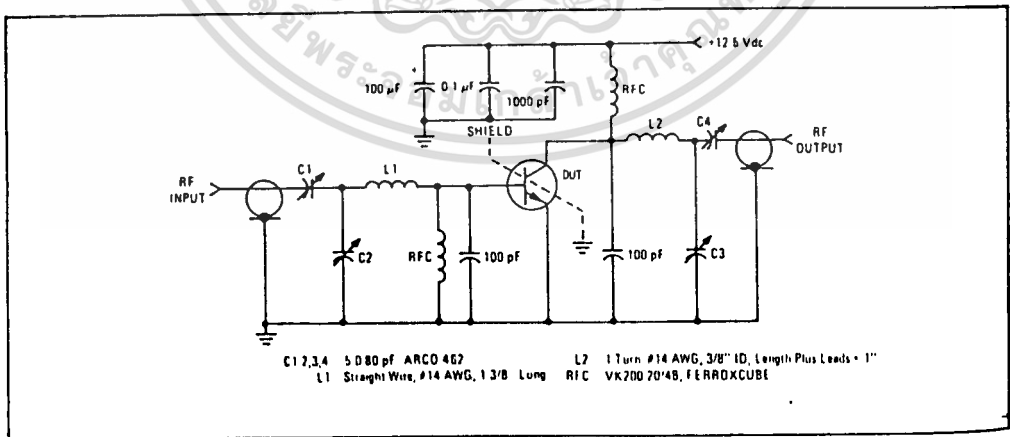 +12.5 Vdc
100 µF
0.1 µF
1000 pF
RFC
SHIELD
C4
L2
RF
OUTPUT
DUT
C1
L1
RF
INPUT
C2
RFC
100 pF
100 pF
C3
C1 2,3,4 5.0 80 pF ARCO 462
L2 1 Turn #14 AWG, 3/8" ID, Length Plus Leads = 1"
L1 Straight Wire, #14 AWG, 1 3/8 Long
RFC VK200 20/4B, FERROXCUBE